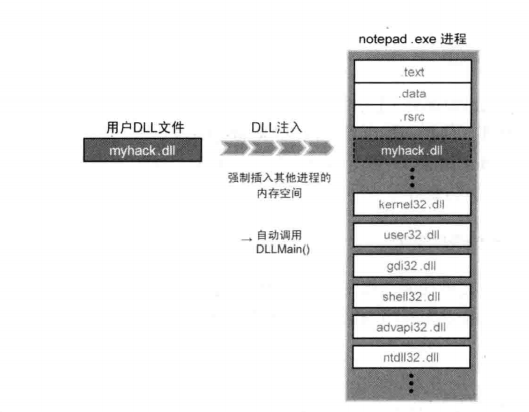 notepad .exe 进程
.text
.data
.rsrc
用户DLL文件
DLL注入
myhack.dll
myhack.dll
强制插入其他进程的
内存空间
→ 自动调用
DLLMain()
kernel32.dll
user32.dll
gdi32.dll
shell32.dll
advapi32.dll
ntdll32.dll